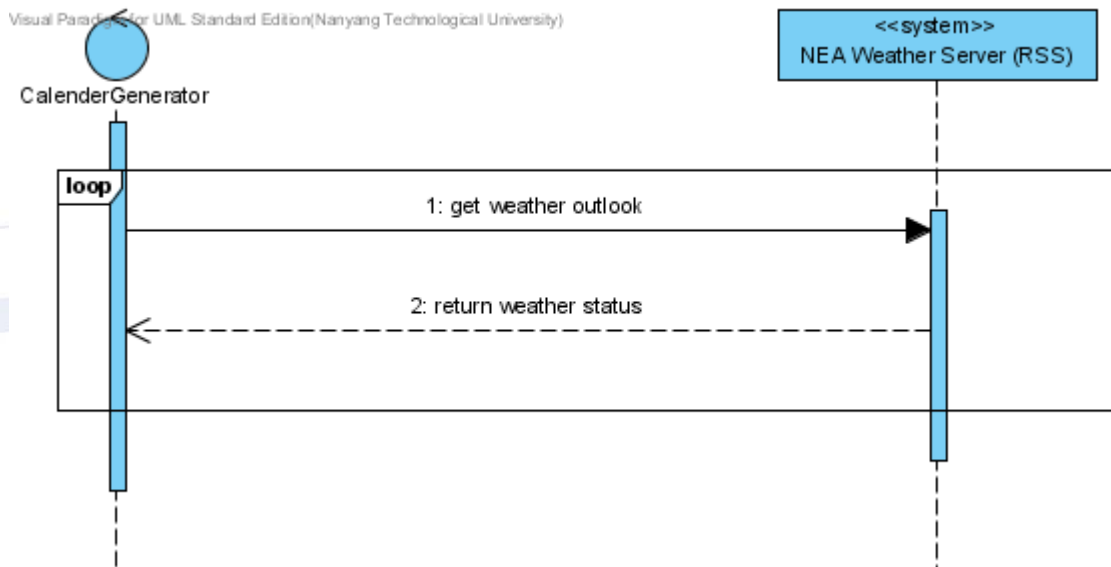 Visual Paradigm for UML Standard Edition(Nanyang Technological University)
<<system>>
NEA Weather Server (RSS)
CalenderGenerator
loop
1: get weather outlook
2: return weather status